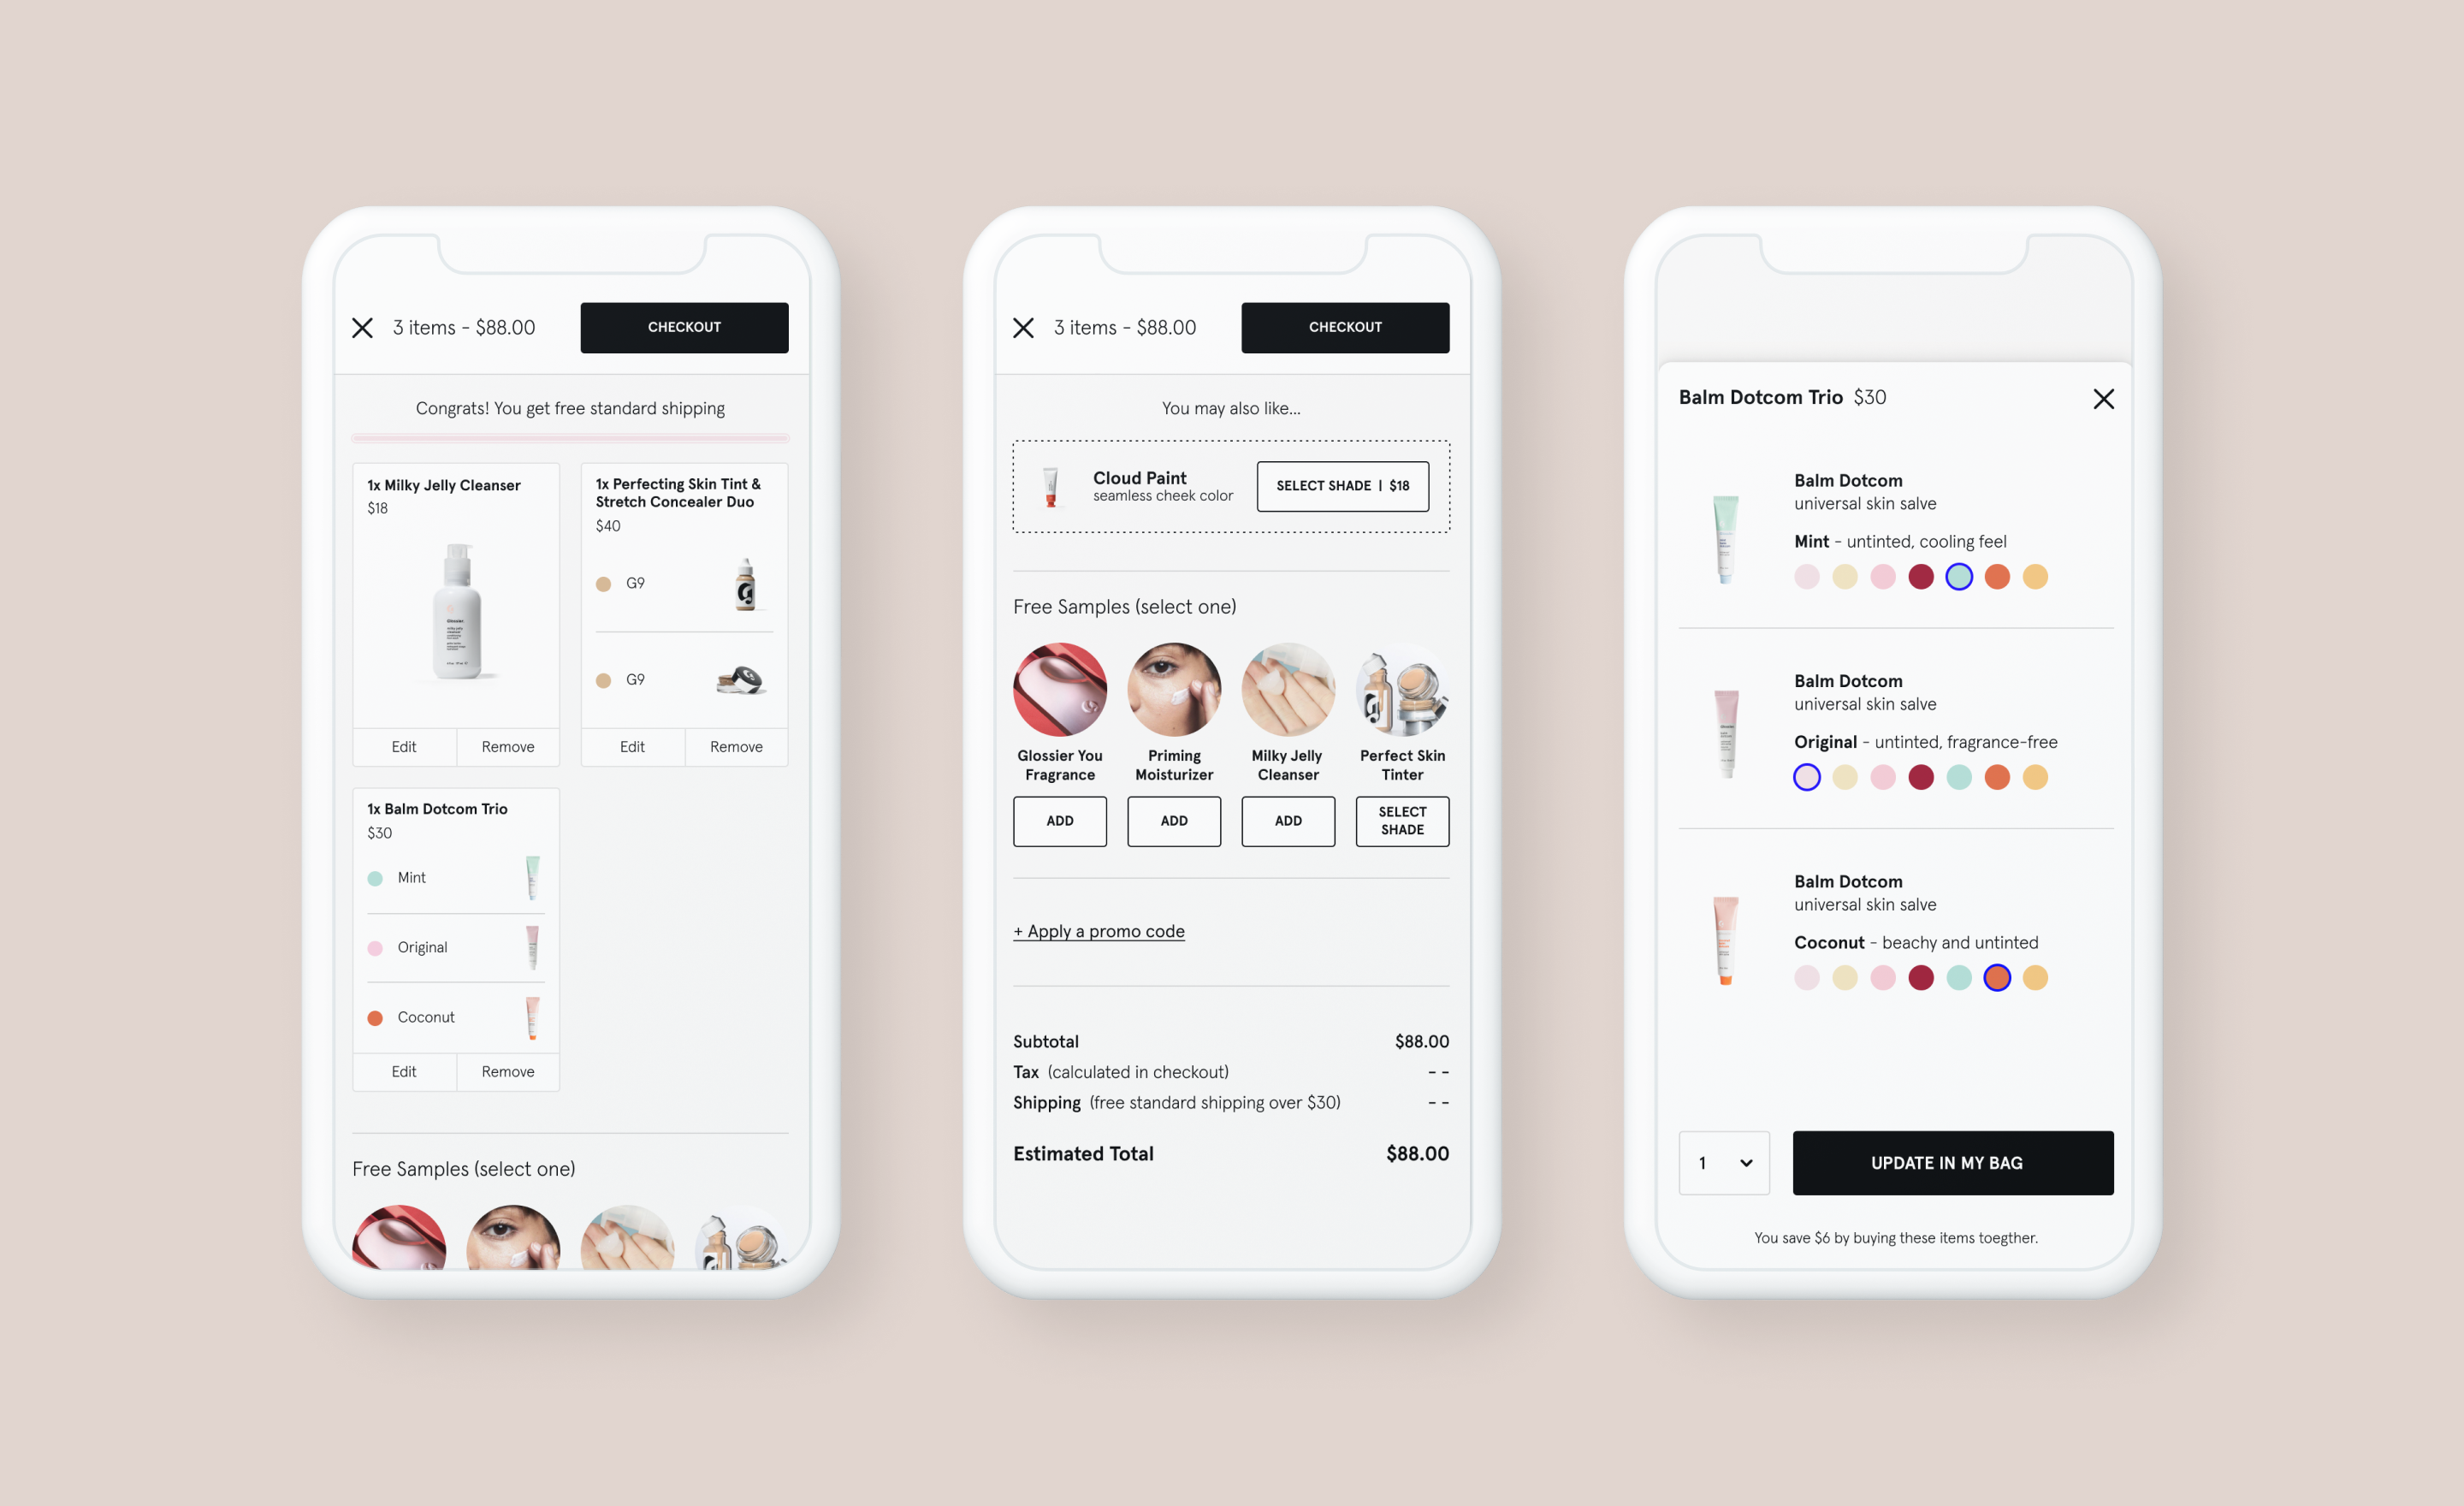 3 items - $88.00
CHECKOUT
Congrats! You get free standard shipping
1x Milky Jelly Cleanser
$18
Glossier
Edit
Remove
1x Perfecting Skin Tint &
Stretch Concealer Duo
$40
G9
G9
Edit
Remove
1x Balm Dotcom Trio
$30
Mint
Original
Coconut
Edit
Remove
Free Samples (select one)
3 items - $88.00
CHECKOUT
You may also like...
Cloud Paint
seamless cheek color
SELECT SHADE | $18
Free Samples (select one)
Glossier You
Fragrance
ADD
Priming
Moisturizer
ADD
Milky Jelly
Cleanser
ADD
Perfect Skin
Tinter
SELECT
SHADE
+ Apply a promo code
Subtotal
$88.00
Tax (calculated in checkout)
- -
Shipping (free standard shipping over $30)
- -
Estimated Total
$88.00
Balm Dotcom Trio $30
Balm Dotcom
universal skin salve
Mint - untinted, cooling feel
Balm Dotcom
universal skin salve
Original - untinted, fragrance-free
Balm Dotcom
universal skin salve
Coconut - beachy and untinted
1
UPDATE IN MY BAG
You save $6 by buying these items toegther.